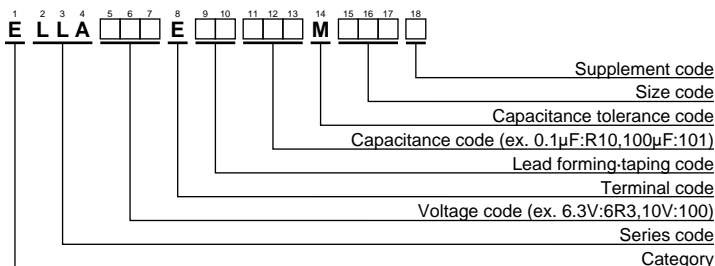 1 2 3 4 5 6 7 8 9 10 11 12 13 14 15 16 17 18
E L L A E M
Supplement code
Size code
Capacitance tolerance code
Capacitance code (ex. 0.1µF:R10,100µF:101)
Lead forming·taping code
Terminal code
Voltage code (ex. 6.3V:6R3,10V:100)
Series code
Category